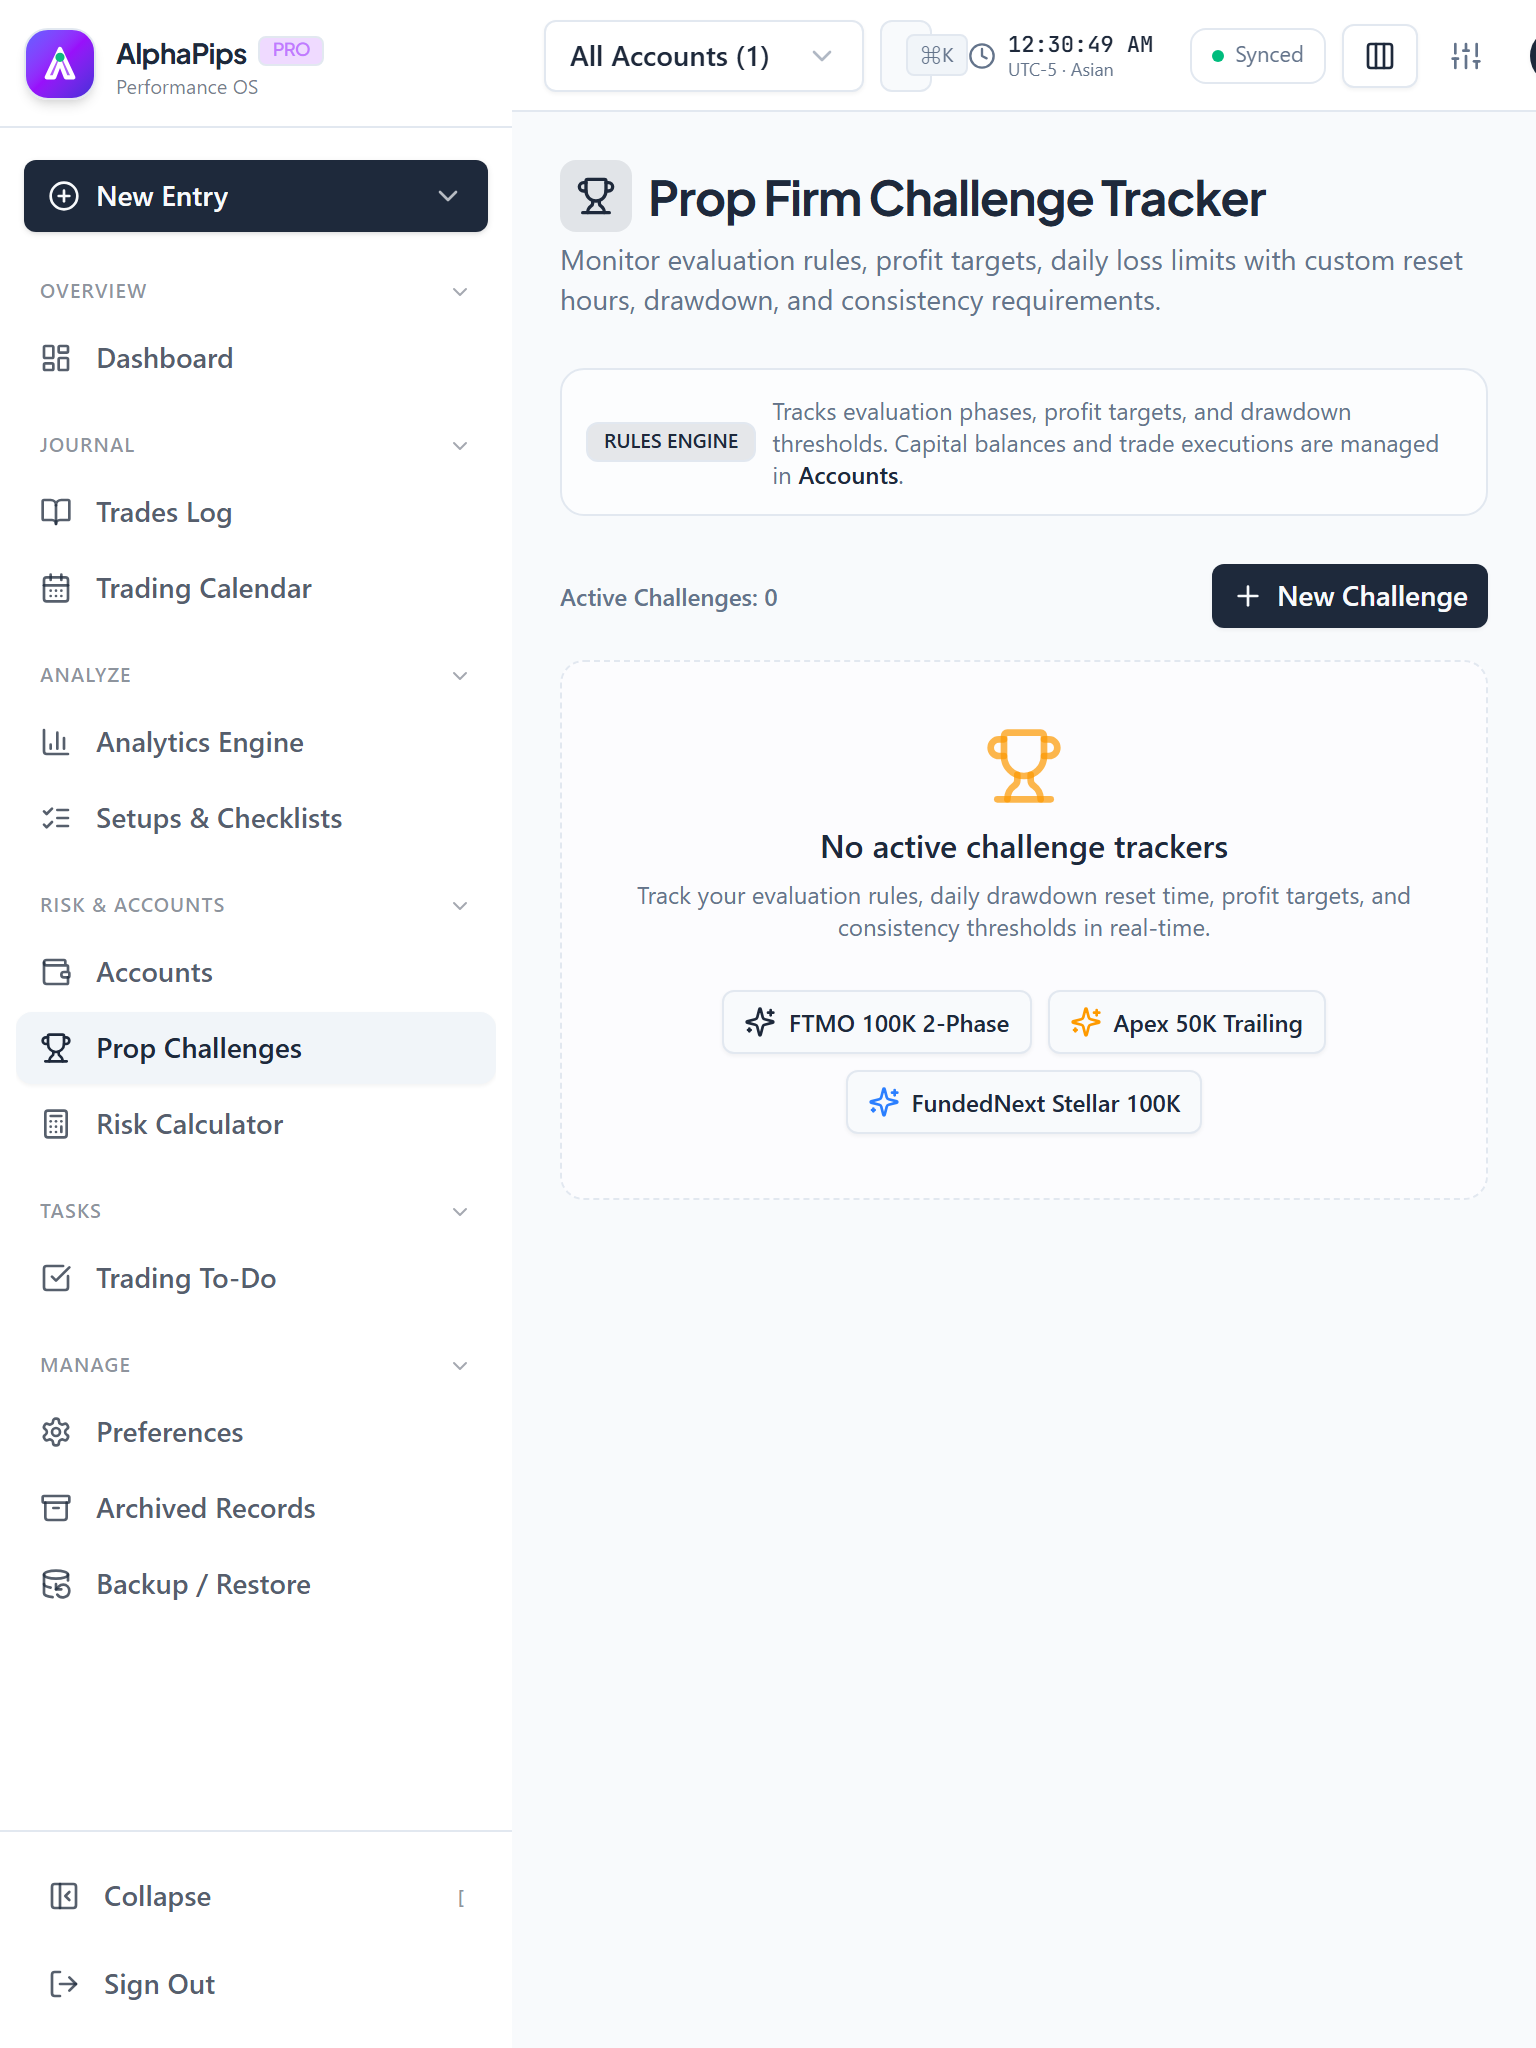 AlphaPips PRO
Performance OS
New Entry
OVERVIEW
Dashboard
JOURNAL
Trades Log
Trading Calendar
ANALYZE
Analytics Engine
Setups & Checklists
RISK & ACCOUNTS
Accounts
Prop Challenges
Risk Calculator
TASKS
Trading To-Do
MANAGE
Preferences
Archived Records
Backup / Restore
Collapse [
Sign Out
All Accounts (1)
⌘K
12:30:49 AM
UTC-5 · Asian
Synced
Prop Firm Challenge Tracker
Monitor evaluation rules, profit targets, daily loss limits with custom reset
hours, drawdown, and consistency requirements.
RULES ENGINE
Tracks evaluation phases, profit targets, and drawdown
thresholds. Capital balances and trade executions are managed
in Accounts.
Active Challenges: 0
New Challenge
No active challenge trackers
Track your evaluation rules, daily drawdown reset time, profit targets, and
consistency thresholds in real-time.
FTMO 100K 2-Phase
Apex 50K Trailing
FundedNext Stellar 100K